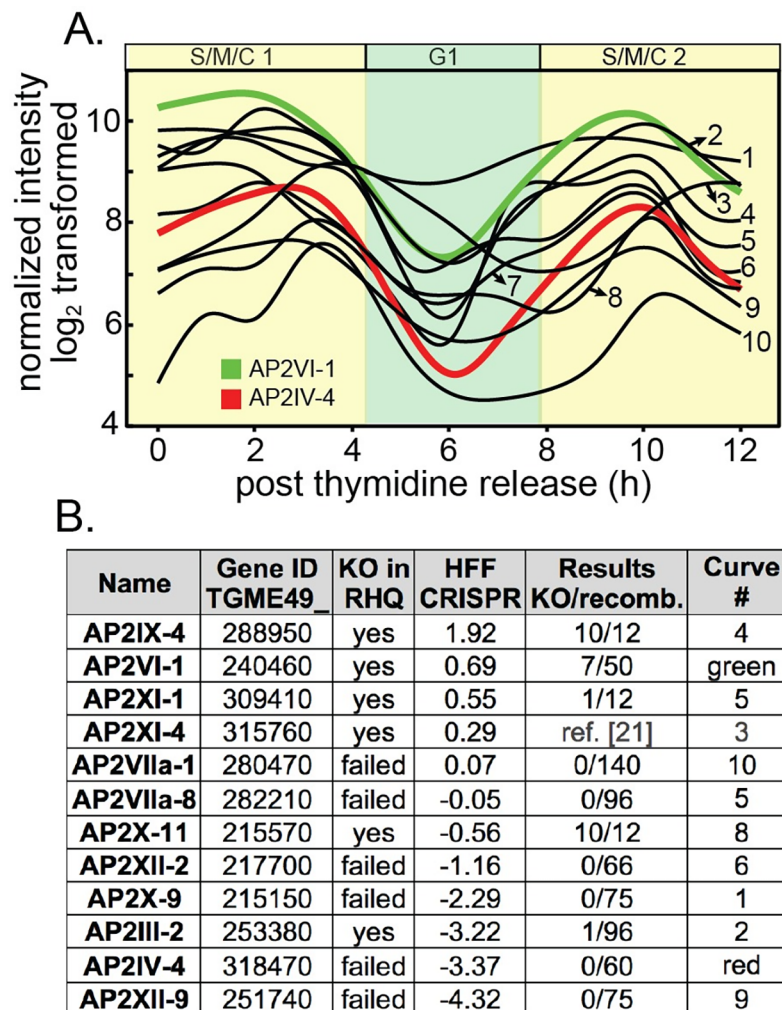 A.
S/M/C 1 G1 S/M/C 2
normalized intensity
log2 transformed
10
8
6
4
2
1
3
4
5
6
7
8
9
10
AP2VI-1
AP2IV-4
0 2 4 6 8 10 12
post thymidine release (h)
B.
Name Gene ID TGME49_ KO in RHQ HFF CRISPR Results KO/recomb. Curve #
AP2IX-4 288950 yes 1.92 10/12 4
AP2VI-1 240460 yes 0.69 7/50 green
AP2XI-1 309410 yes 0.55 1/12 5
AP2XI-4 315760 yes 0.29 ref. [21] 3
AP2VIIa-1 280470 failed 0.07 0/140 10
AP2VIIa-8 282210 failed -0.05 0/96 5
AP2X-11 215570 yes -0.56 10/12 8
AP2XII-2 217700 failed -1.16 0/66 6
AP2X-9 215150 failed -2.29 0/75 1
AP2III-2 253380 yes -3.22 1/96 2
AP2IV-4 318470 failed -3.37 0/60 red
AP2XII-9 251740 failed -4.32 0/75 9